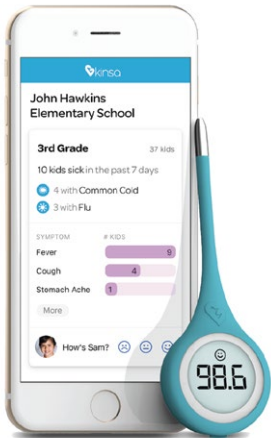 kinsa
John Hawkins
Elementary School
3rd Grade 37 kids
10 kids sick in the past 7 days
4 with Common Cold
3 with Flu
SYMPTOM # KIDS
Fever 9
Cough 4
Stomach Ache 1
More
How's Sam?
98.6